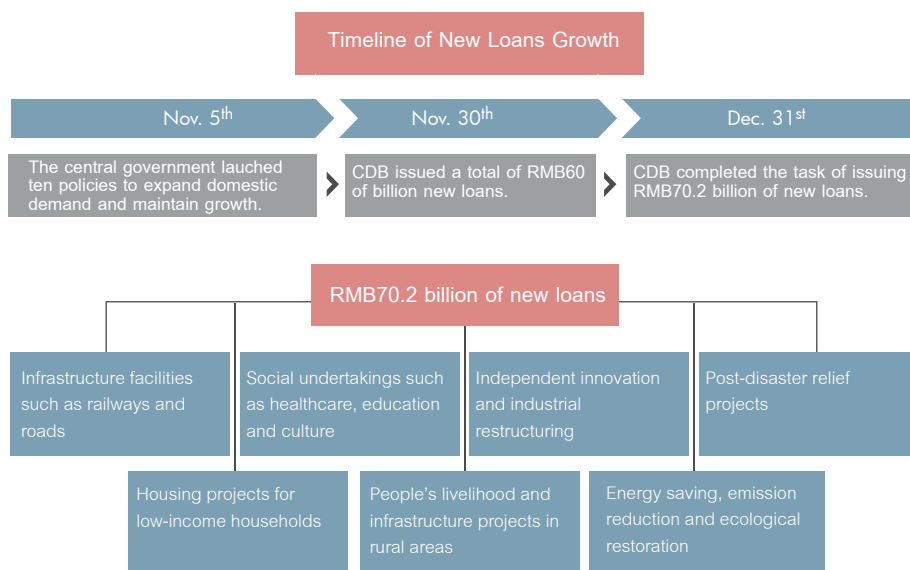 Timeline of New Loans Growth
Nov. 5th
Nov. 30th
Dec. 31st
The central government lauched
ten policies to expand domestic
demand and maintain growth.
CDB issued a total of RMB60
of billion new loans.
CDB completed the task of issuing
RMB70.2 billion of new loans.
RMB70.2 billion of new loans
Infrastructure facilities
such as railways and
roads
Social undertakings such
as healthcare, education
and culture
Independent innovation
and industrial
restructuring
Post-disaster relief
projects
Housing projects for
low-income households
People's livelihood and
infrastructure projects in
rural areas
Energy saving, emission
reduction and ecological
restoration